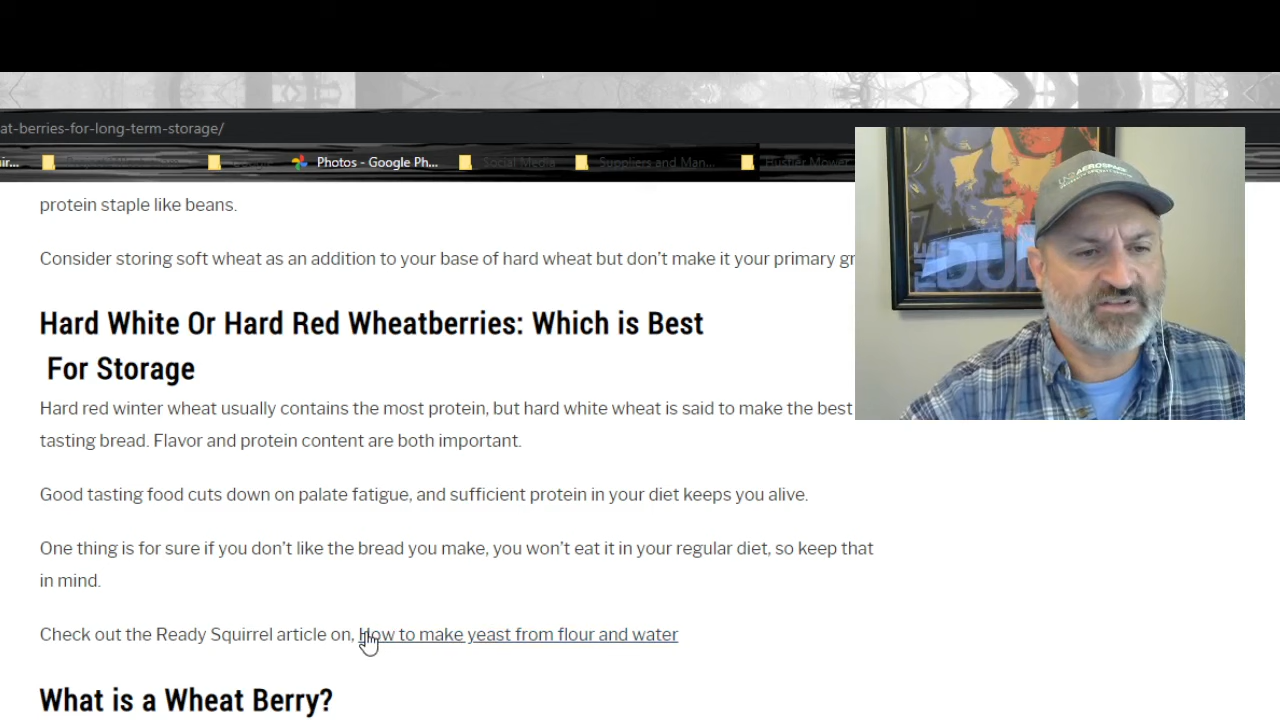 at-berries-for-long-term-storage/
ir...
Photos - Google Ph...
Social Media
Suppliers and Man...
Hustler Mower
protein staple like beans.
Consider storing soft wheat as an addition to your base of hard wheat but don't make it your primary gr
Hard White Or Hard Red Wheatberries: Which is Best
For Storage
Hard red winter wheat usually contains the most protein, but hard white wheat is said to make the best
tasting bread. Flavor and protein content are both important.
Good tasting food cuts down on palate fatigue, and sufficient protein in your diet keeps you alive.
One thing is for sure if you don't like the bread you make, you won't eat it in your regular diet, so keep that
in mind.
Check out the Ready Squirrel article on, How to make yeast from flour and water
What is a Wheat Berry?
AEROSPACE
DUD